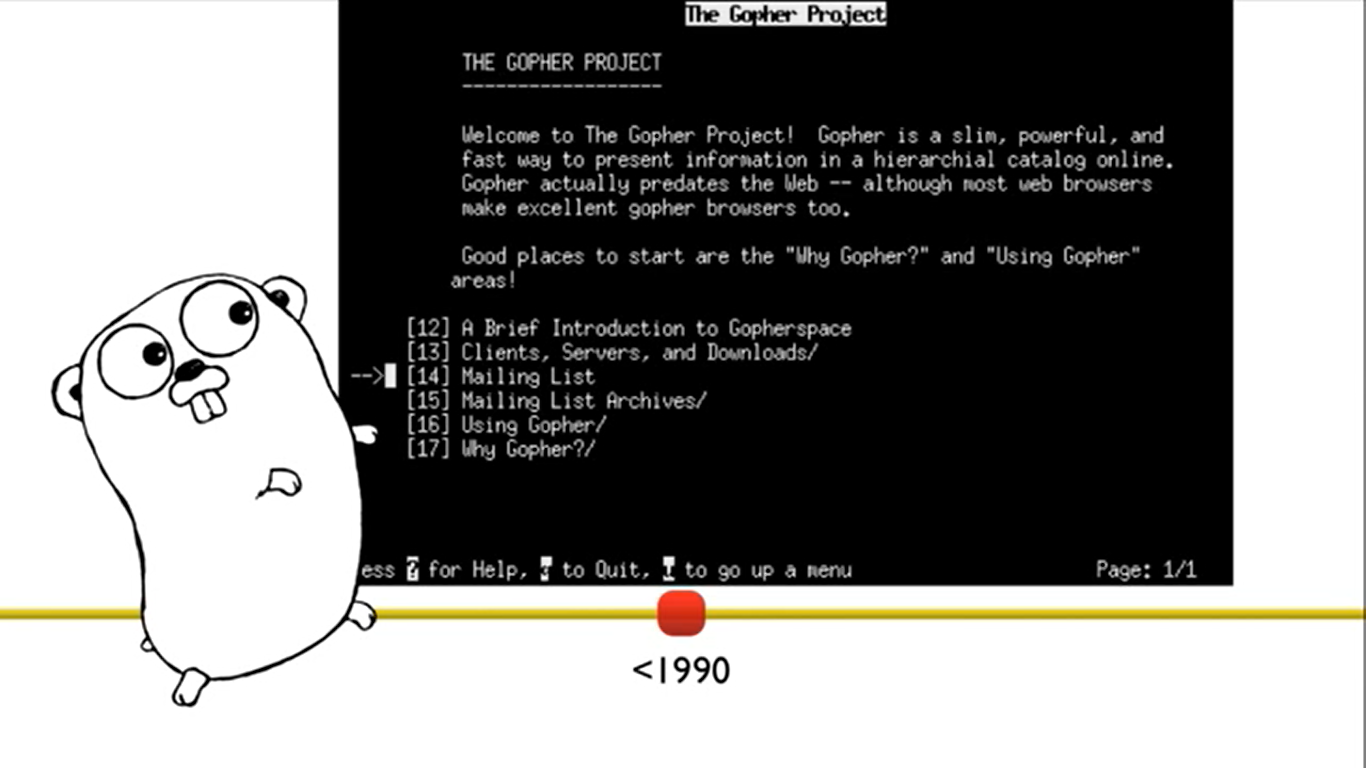 The Gopher Project
THE GOPHER PROJECT
------------------
Welcome to The Gopher Project! Gopher is a slim, powerful, and
fast way to present information in a hierarchial catalog online.
Gopher actually predates the Web -- although most web browsers
make excellent gopher browsers too.
Good places to start are the "Why Gopher?" and "Using Gopher"
areas!
[12] A Brief Introduction to Gopherspace
[13] Clients, Servers, and Downloads/
--> [14] Mailing List
[15] Mailing List Archives/
[16] Using Gopher/
[17] Why Gopher?/
ess ? for Help, to Quit, to go up a menu Page: 1/1
<1990